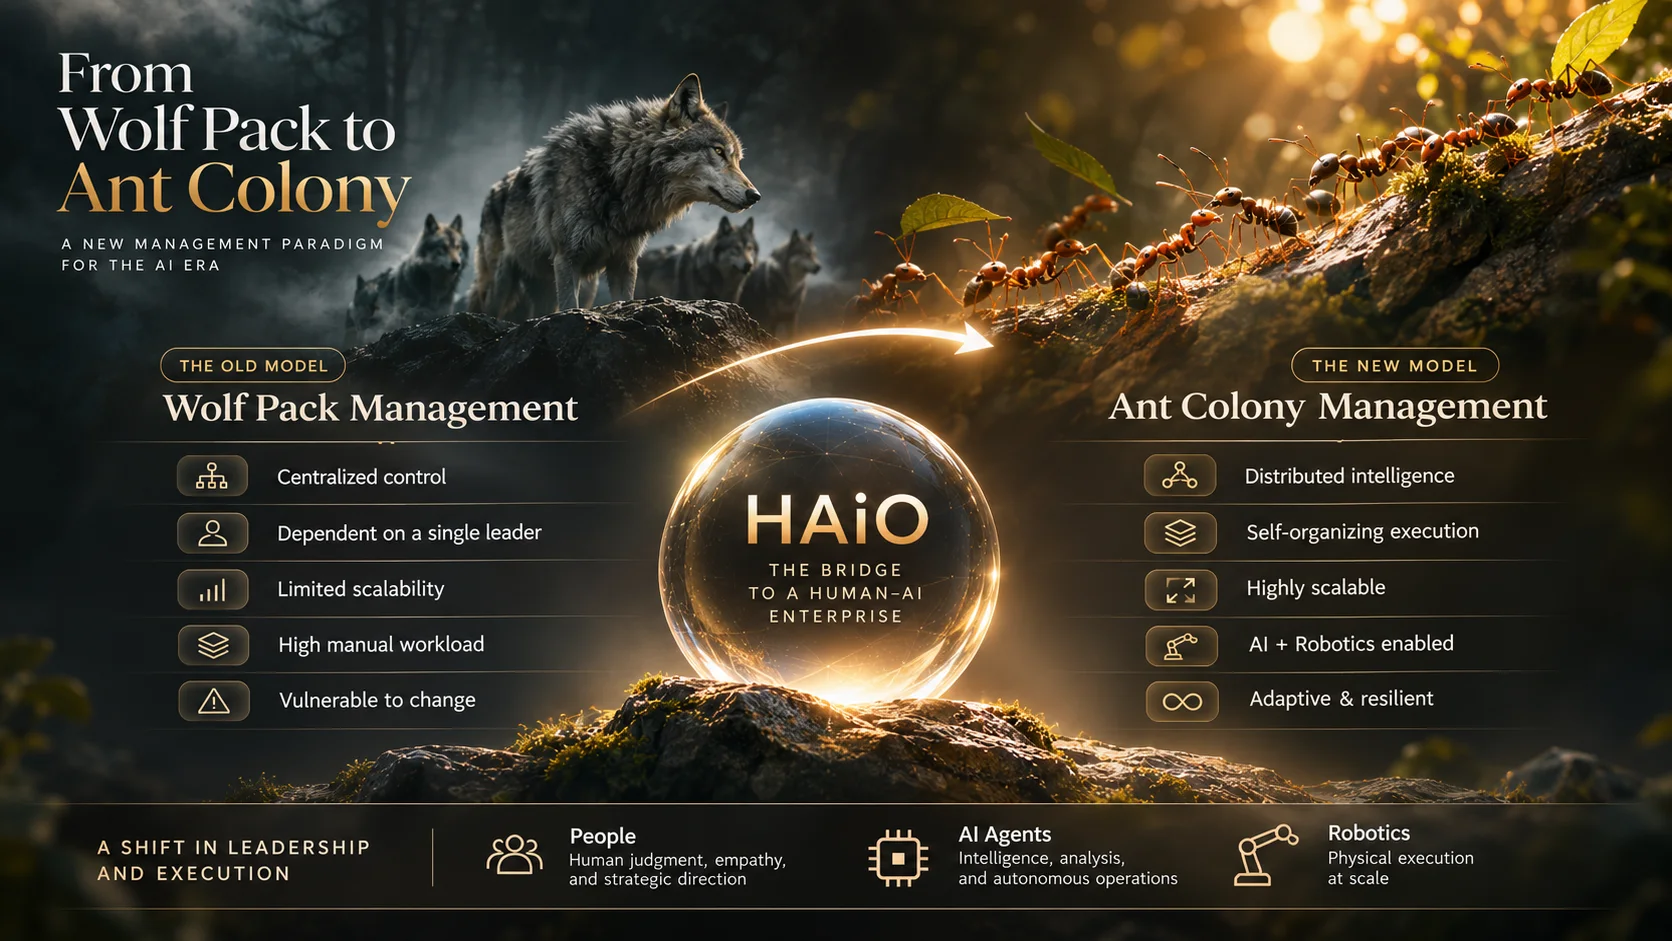 From
Wolf Pack to
Ant Colony
A NEW MANAGEMENT PARADIGM
FOR THE AI ERA
THE OLD MODEL
Wolf Pack Management
Centralized control
Dependent on a single leader
Limited scalability
High manual workload
Vulnerable to change
HAiO
THE BRIDGE
TO A HUMAN–AI
ENTERPRISE
THE NEW MODEL
Ant Colony Management
Distributed intelligence
Self-organizing execution
Highly scalable
AI + Robotics enabled
Adaptive & resilient
A SHIFT IN LEADERSHIP
AND EXECUTION
People
Human judgment, empathy,
and strategic direction
AI Agents
Intelligence, analysis,
and autonomous operations
Robotics
Physical execution
at scale